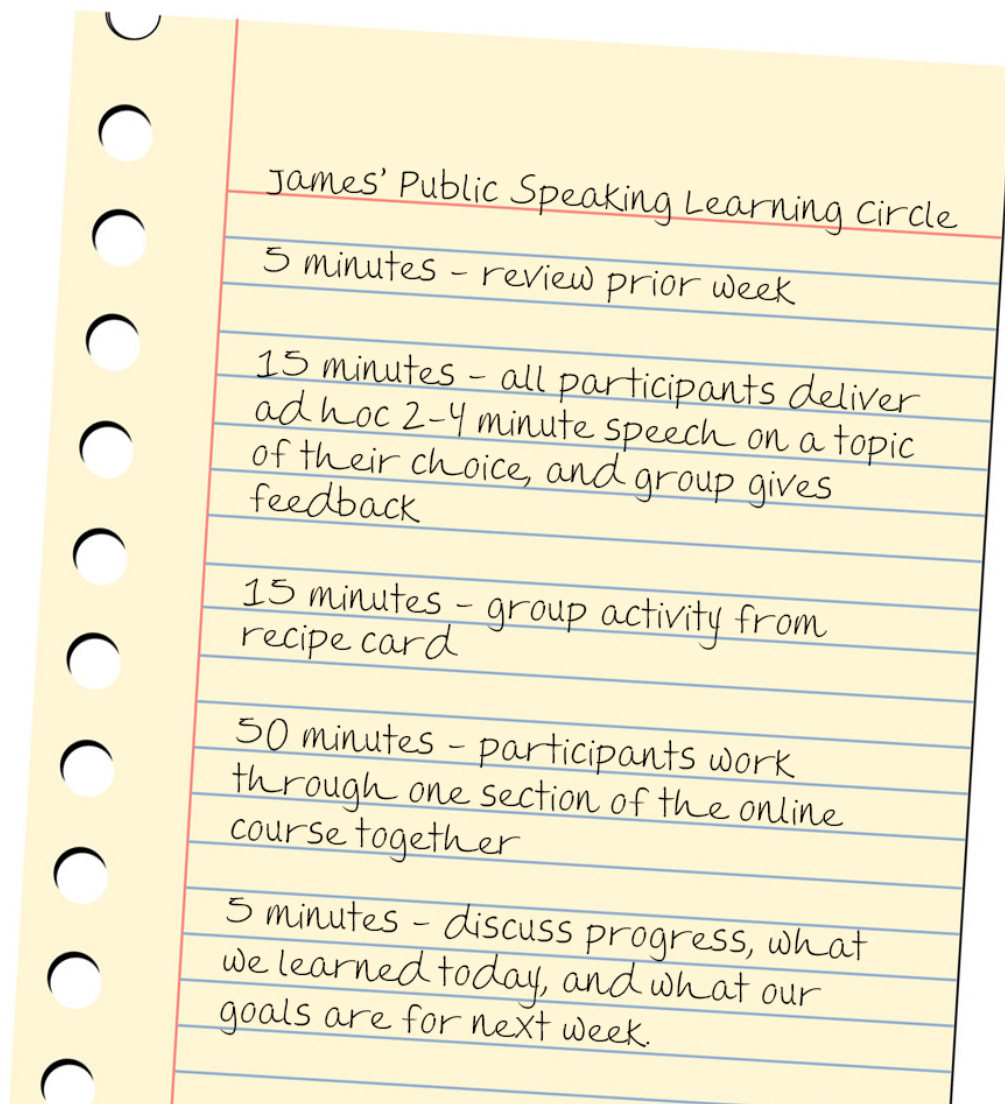 James' Public Speaking Learning Circle
5 minutes - review prior week
15 minutes - all participants deliver
ad hoc 2-4 minute speech on a topic
of their choice, and group gives
feedback
15 minutes - group activity from
recipe card
50 minutes - participants work
through one section of the online
course together
5 minutes - discuss progress, what
we learned today, and what our
goals are for next week.